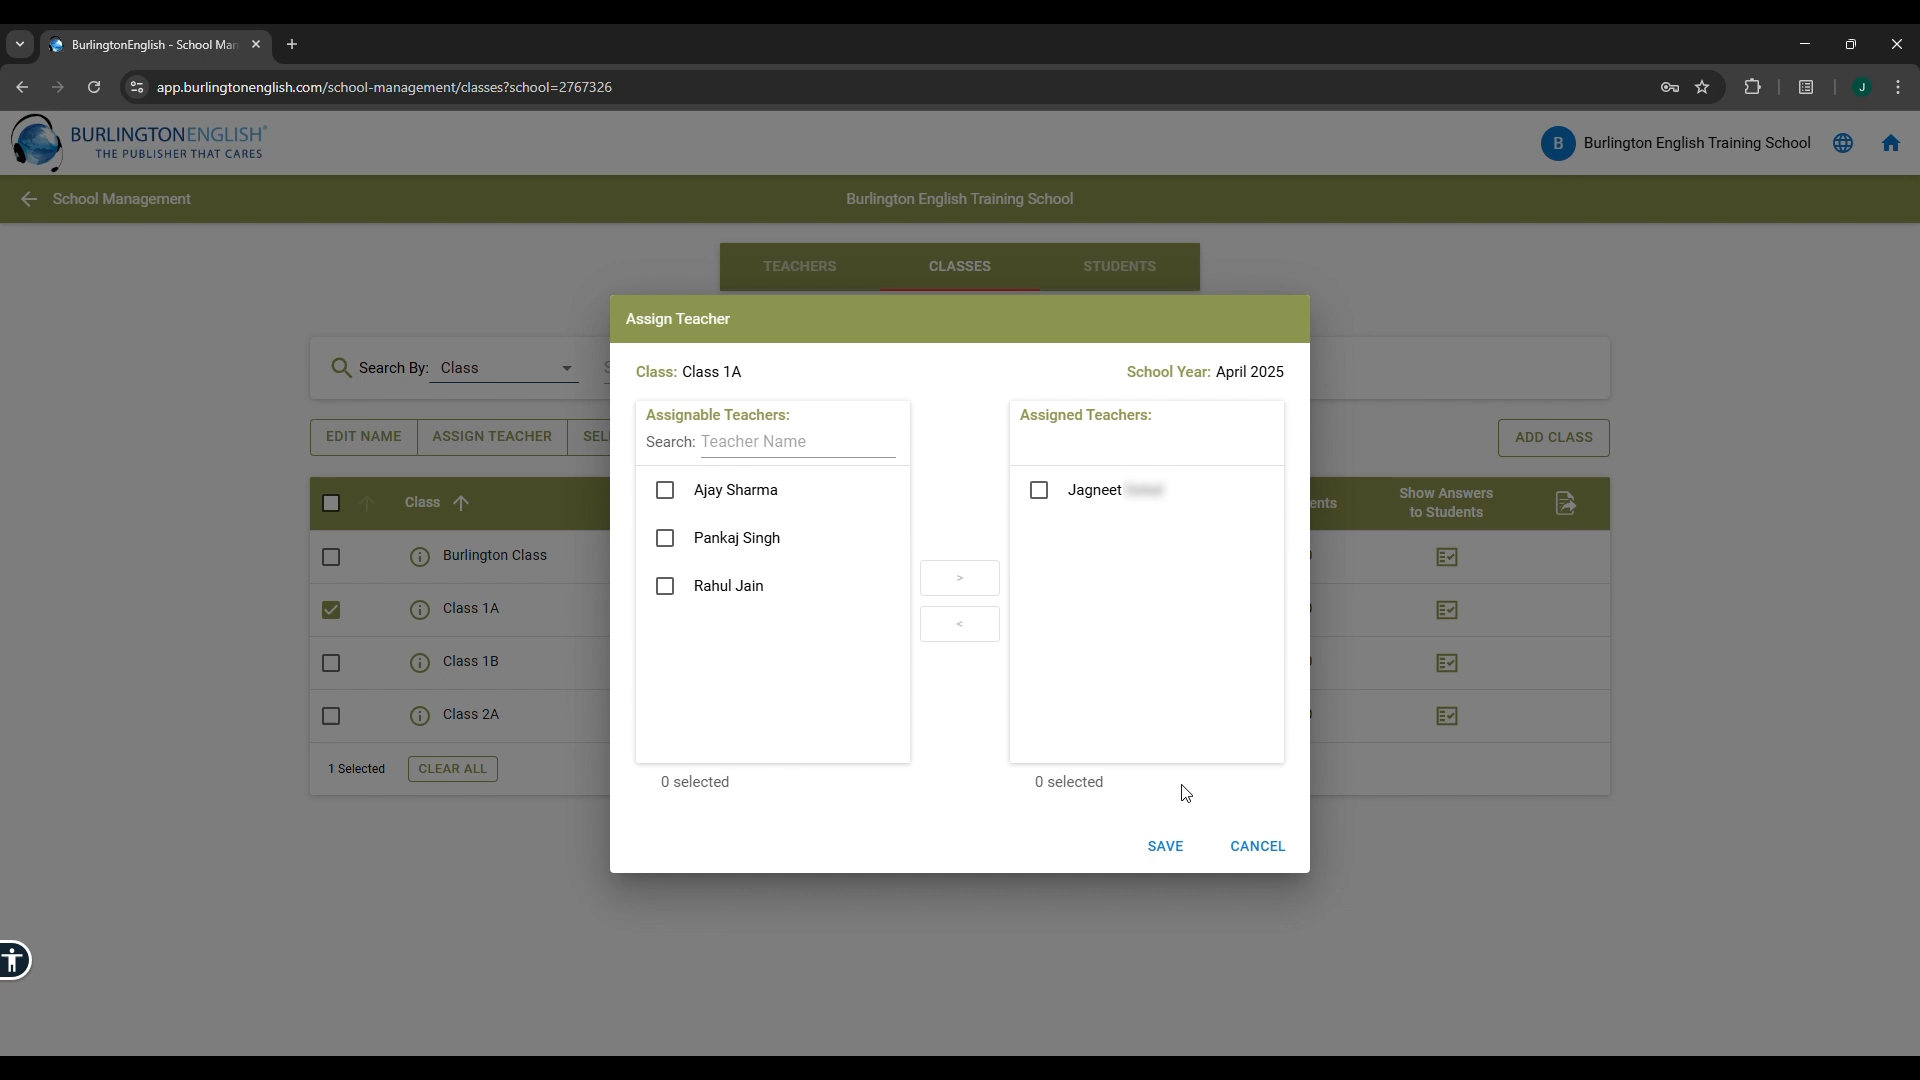 BurlingtonEnglish - School Man
app.burlingtonenglish.com/school-management/classes?school=2767326
J
BURLINGTONENGLISH®
THE PUBLISHER THAT CARES
B Burlington English Training School
School Management
Burlington English Training School
TEACHERS CLASSES STUDENTS
Assign Teacher
Search By: Class
Class: Class 1A
School Year: April 2025
EDIT NAME ASSIGN TEACHER SEL
ADD CLASS
Assignable Teachers:
Search: Teacher Name
Assigned Teachers:
Class
ents
Show Answers
to Students
Ajay Sharma
Pankaj Singh
Rahul Jain
Jagneet
>
<
Burlington Class
Class 1A
Class 1B
Class 2A
1 Selected CLEAR ALL
0 selected
0 selected
SAVE CANCEL